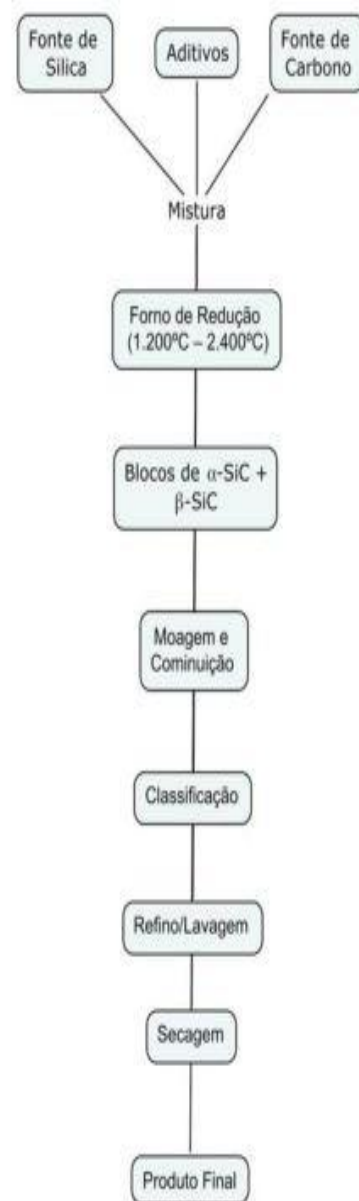 Fonte de
Silica
Aditivos
Fonte de
Carbono
Mistura
Forno de Redução
(1.200ºC – 2.400ºC)
Blocos de α-SiC +
β-SiC
Moagem e
Cominuição
Classificação
Refino/Lavagem
Secagem
Produto Final